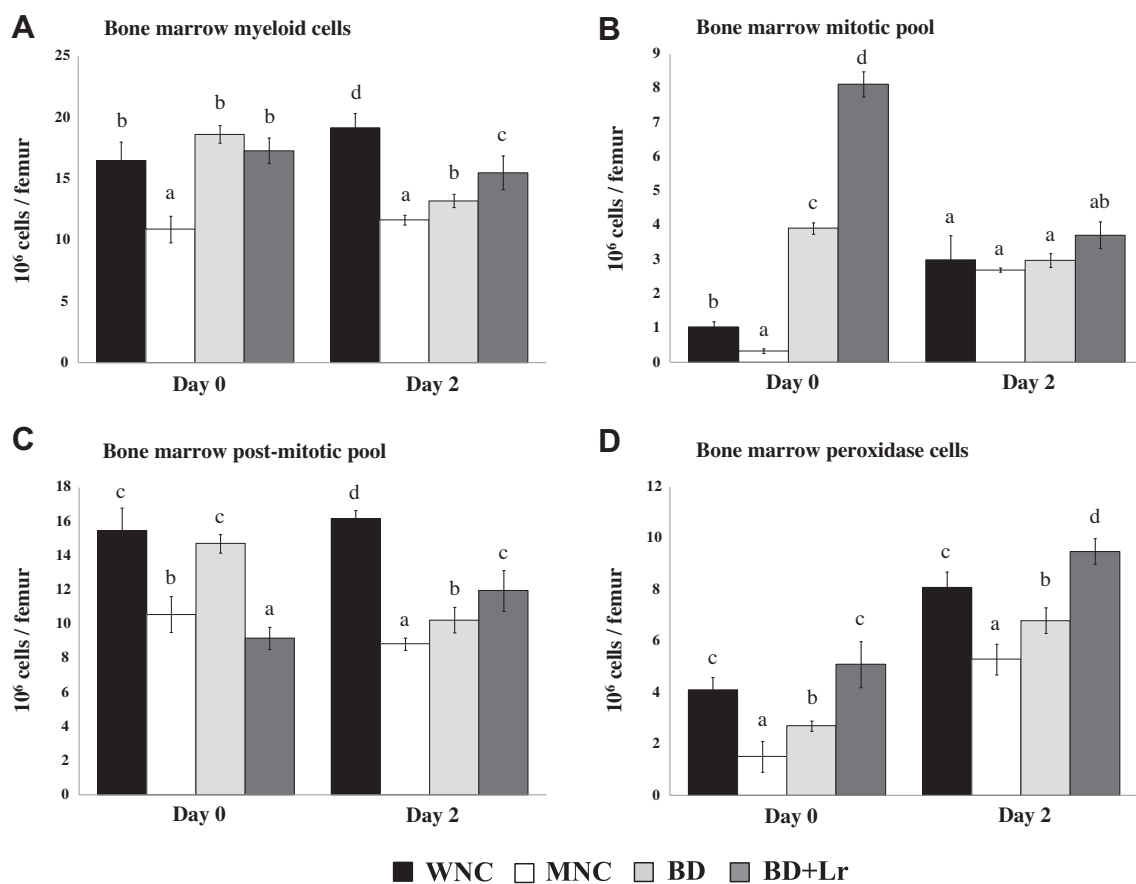 A Bone marrow myeloid cells
10⁶ cells / femur
25
20
15
10
5
0
b
a
b
b
d
a
b
c
Day 0 Day 2
B Bone marrow mitotic pool
10⁶ cells / femur
9
8
7
6
5
4
3
2
1
0
b
a
c
d
a
a
a
ab
Day 0 Day 2
C Bone marrow post-mitotic pool
10⁶ cells / femur
18
16
14
12
10
8
6
4
2
0
c
b
c
a
d
a
b
c
Day 0 Day 2
D Bone marrow peroxidase cells
10⁶ cells / femur
12
10
8
6
4
2
0
c
a
b
c
c
a
b
d
Day 0 Day 2
WNC MNC BD BD+Lr